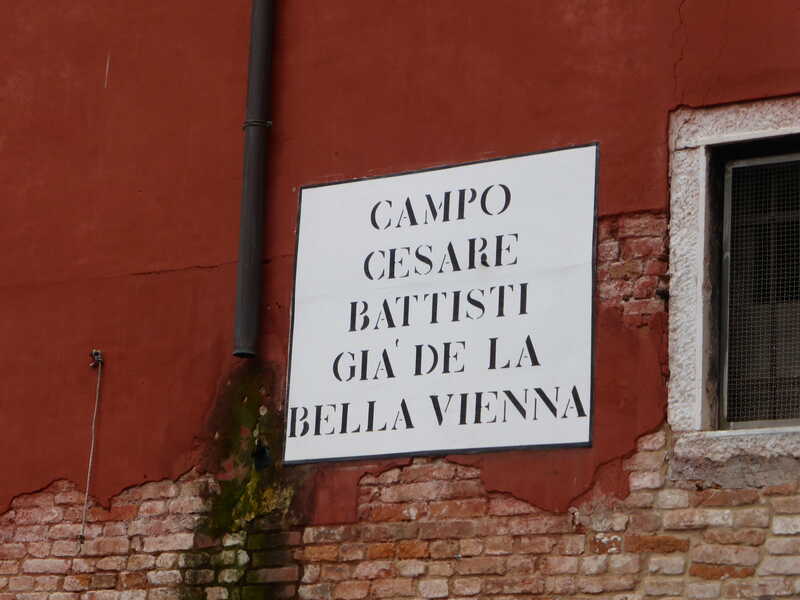 CAMPO
CESARE
BATTISTI
GIA' DE LA
BELLA VIENNA